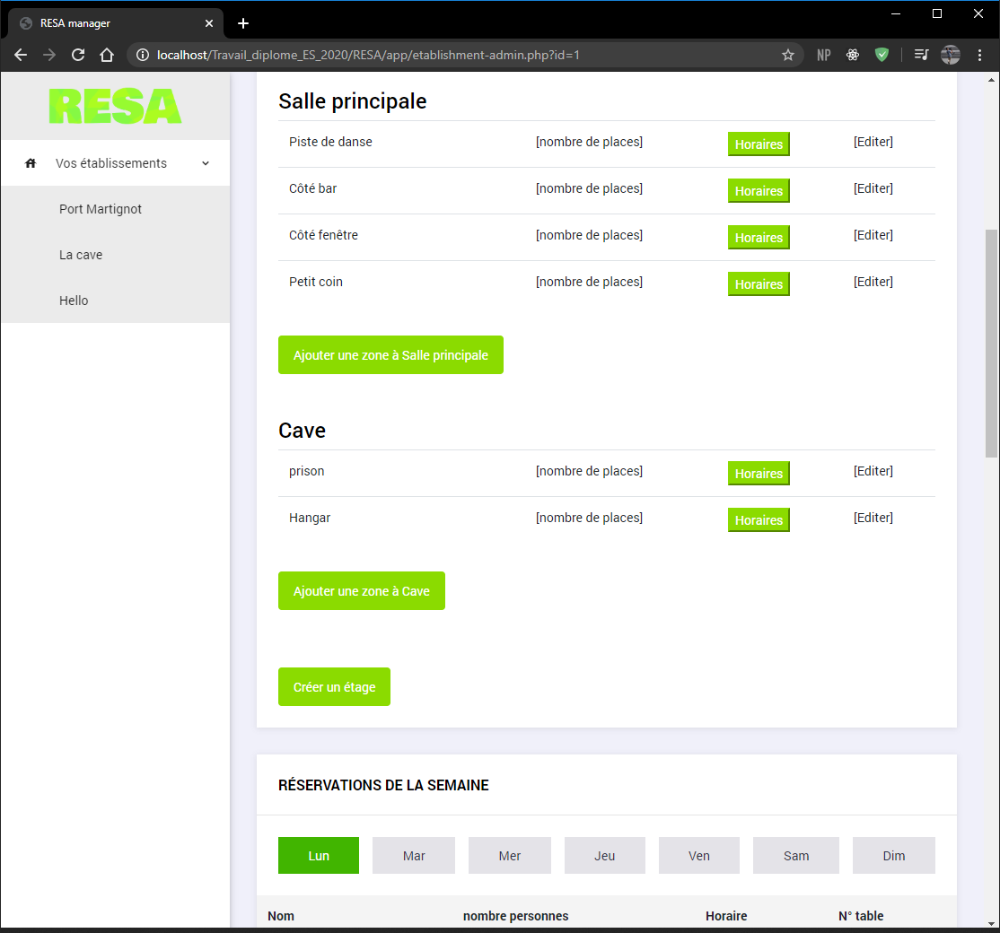 RESA manager
localhost/Travail_diplome_ES_2020/RESA/app/etablishment-admin.php?id=1
NP
RESA
Vos établissements
Port Martignot
La cave
Hello
Salle principale
Piste de danse [nombre de places] Horaires [Editer]
Côté bar [nombre de places] Horaires [Editer]
Côté fenêtre [nombre de places] Horaires [Editer]
Petit coin [nombre de places] Horaires [Editer]
Ajouter une zone à Salle principale
Cave
prison [nombre de places] Horaires [Editer]
Hangar [nombre de places] Horaires [Editer]
Ajouter une zone à Cave
Créer un étage
RÉSERVATIONS DE LA SEMAINE
Lun Mar Mer Jeu Ven Sam Dim
Nom nombre personnes Horaire N° table